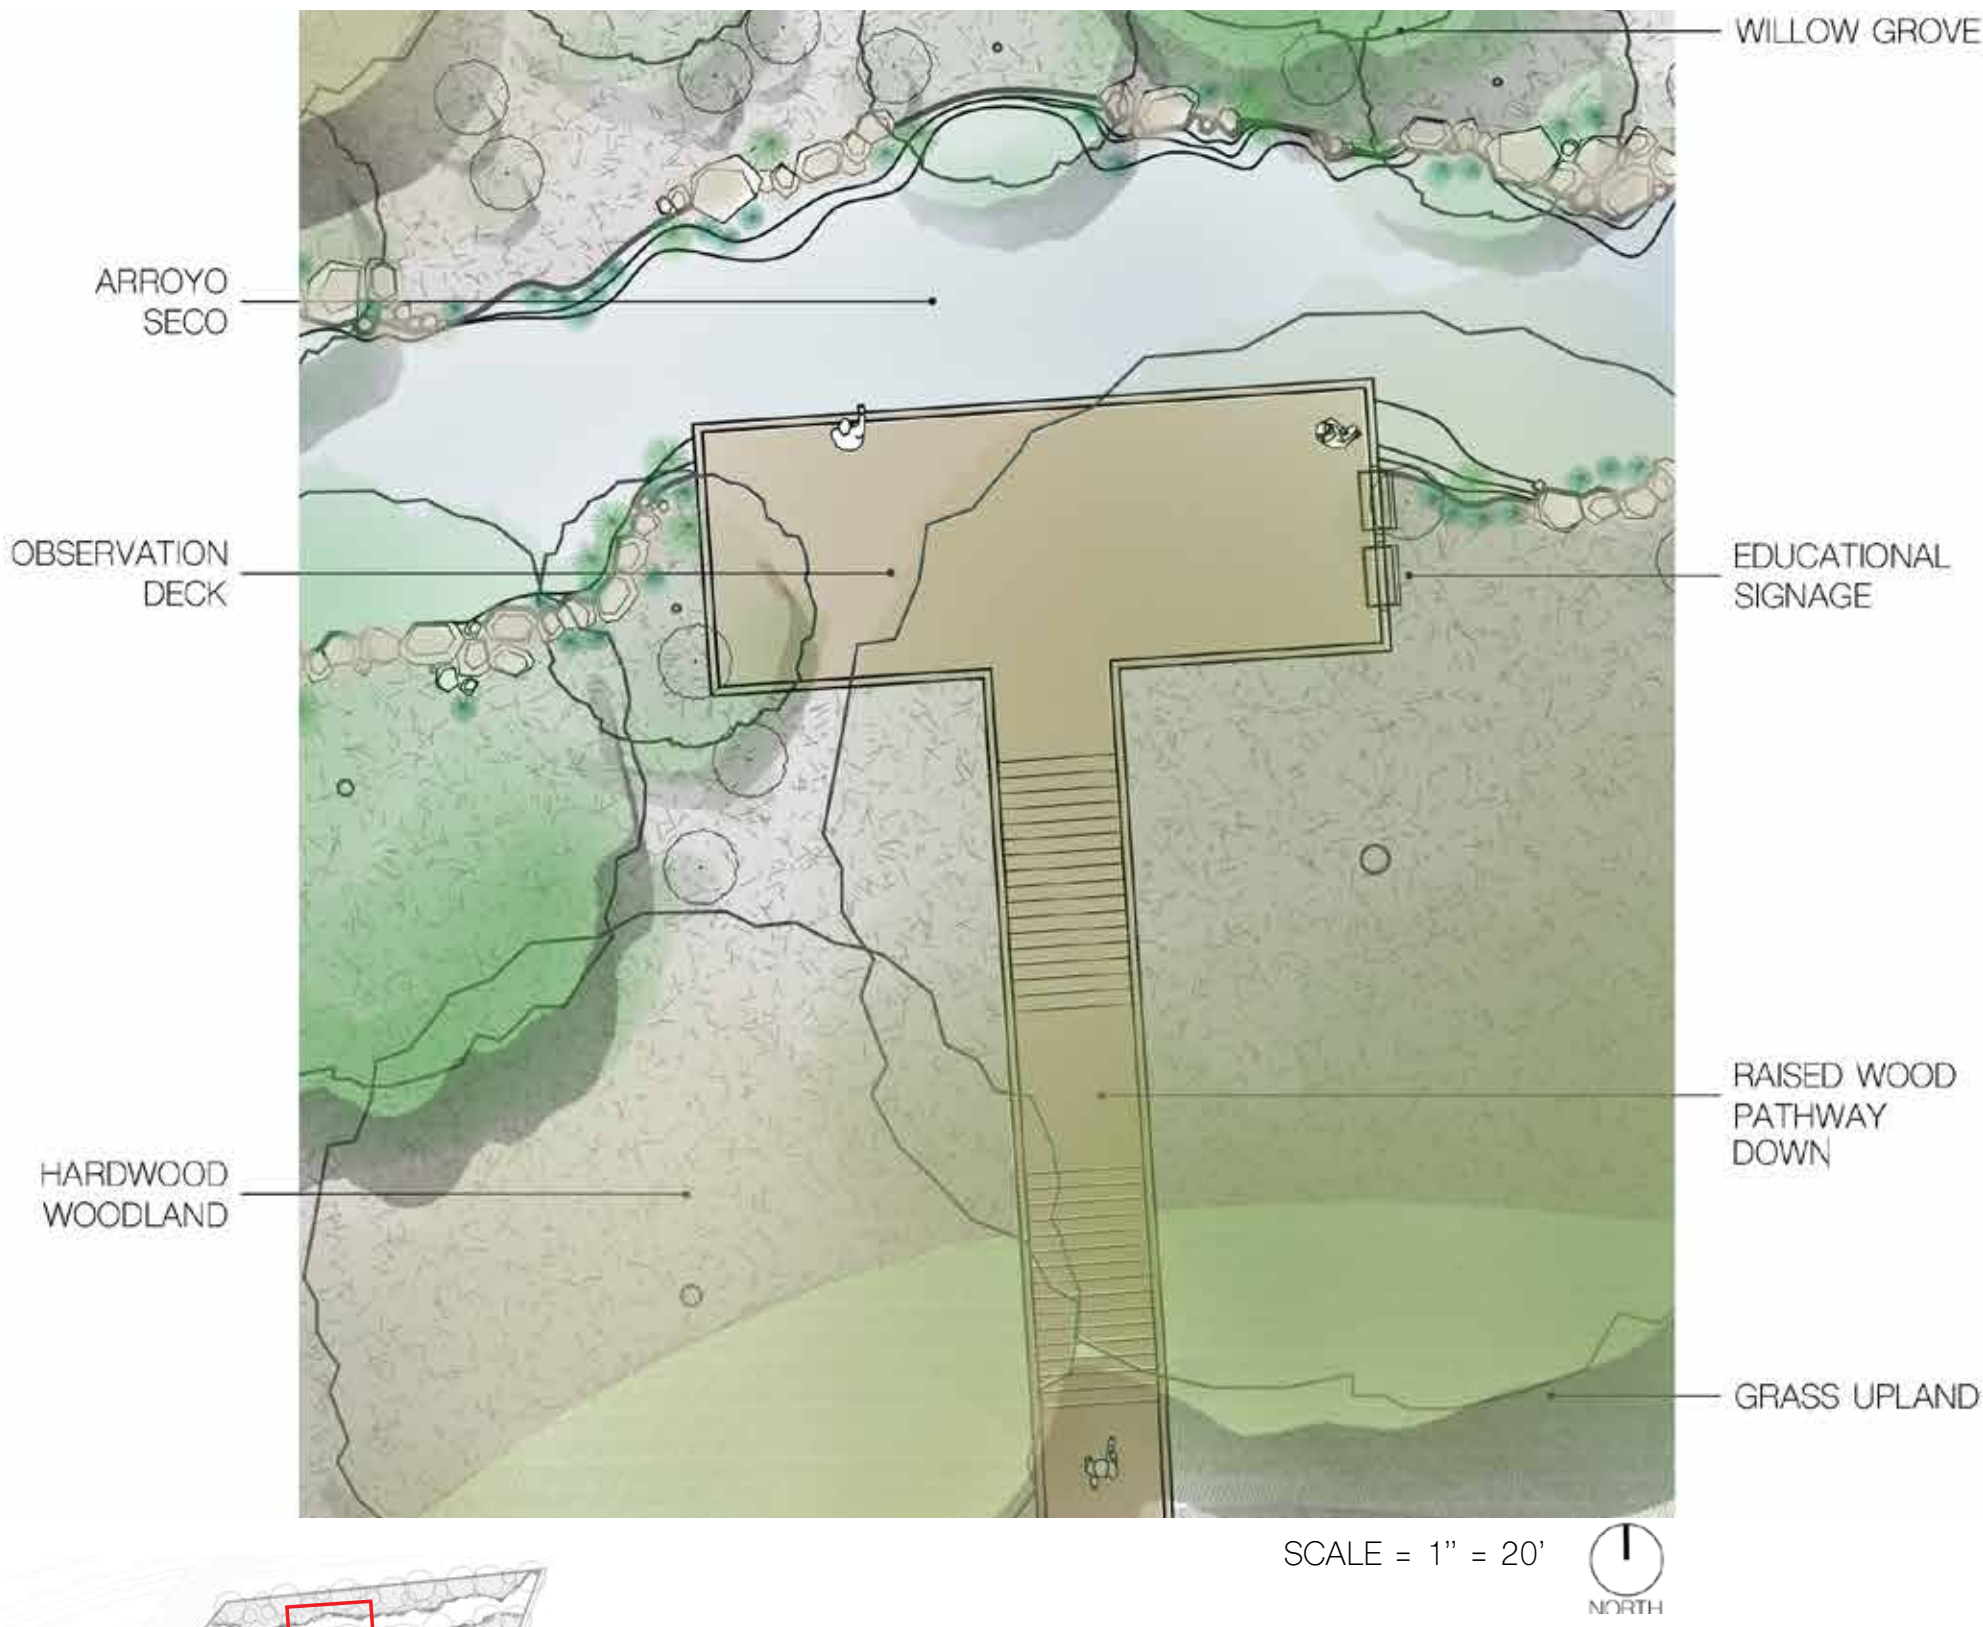 WILLOW GROVE
ARROYO
SECO
OBSERVATION
DECK
EDUCATIONAL
SIGNAGE
RAISED WOOD
PATHWAY
DOWN
HARDWOOD
WOODLAND
GRASS UPLAND
SCALE = 1” = 20’
NORTH